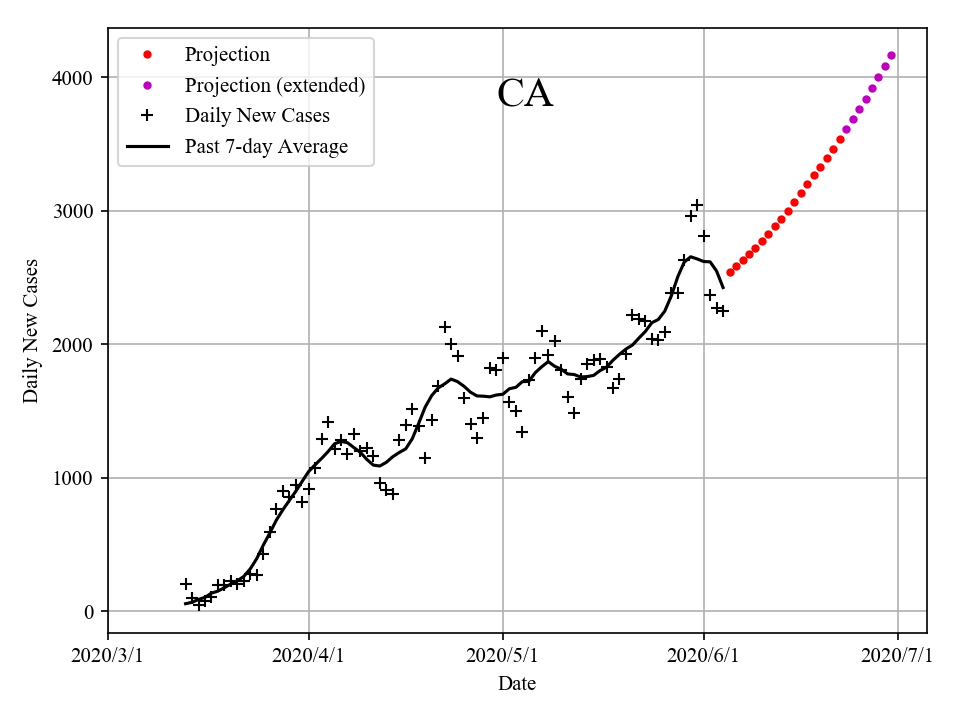 CA
Projection
Projection (extended)
Daily New Cases
Past 7-day Average
Daily New Cases
4000
3000
2000
1000
0
2020/3/1
2020/4/1
2020/5/1
2020/6/1
2020/7/1
Date